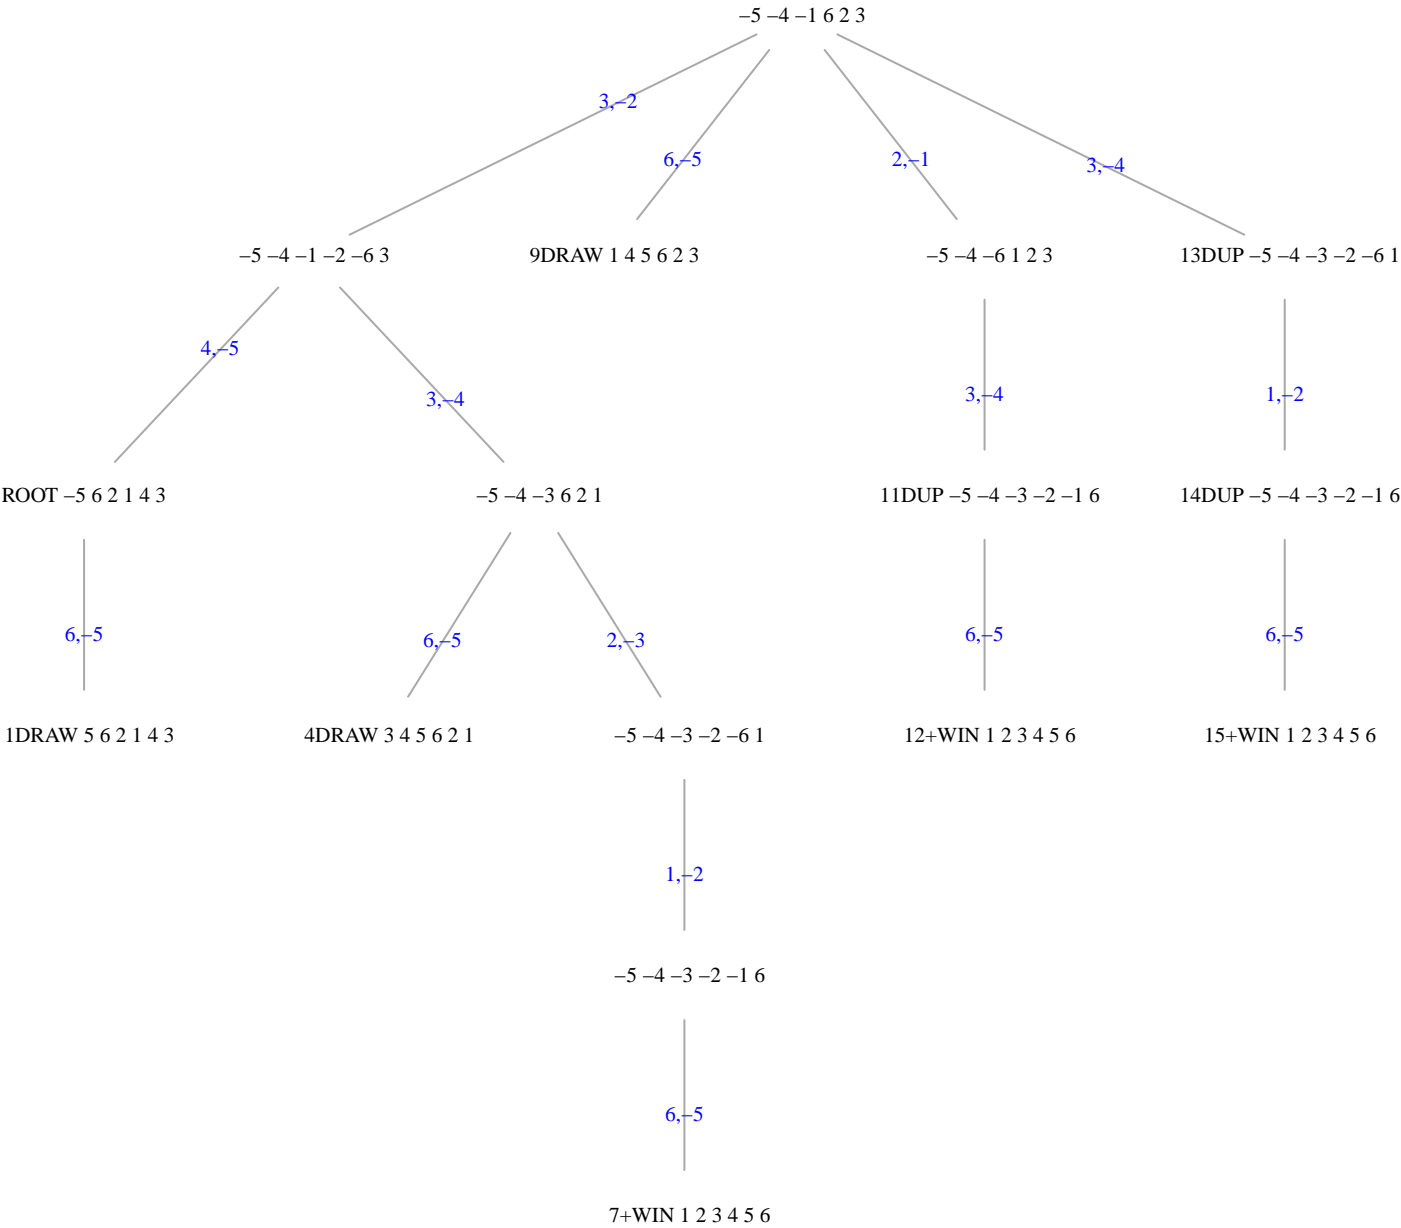 –5 –4 –1 6 2 3
3,–2
6,–5
2,–1
3,–4
–5 –4 –1 –2 –6 3
9DRAW 1 4 5 6 2 3
–5 –4 –6 1 2 3
13DUP –5 –4 –3 –2 –6 1
4,–5
3,–4
3,–4
1,–2
ROOT –5 6 2 1 4 3
–5 –4 –3 6 2 1
11DUP –5 –4 –3 –2 –1 6
14DUP –5 –4 –3 –2 –1 6
6,–5
6,–5
2,–3
6,–5
6,–5
1DRAW 5 6 2 1 4 3
4DRAW 3 4 5 6 2 1
–5 –4 –3 –2 –6 1
12+WIN 1 2 3 4 5 6
15+WIN 1 2 3 4 5 6
1,–2
–5 –4 –3 –2 –1 6
6,–5
7+WIN 1 2 3 4 5 6